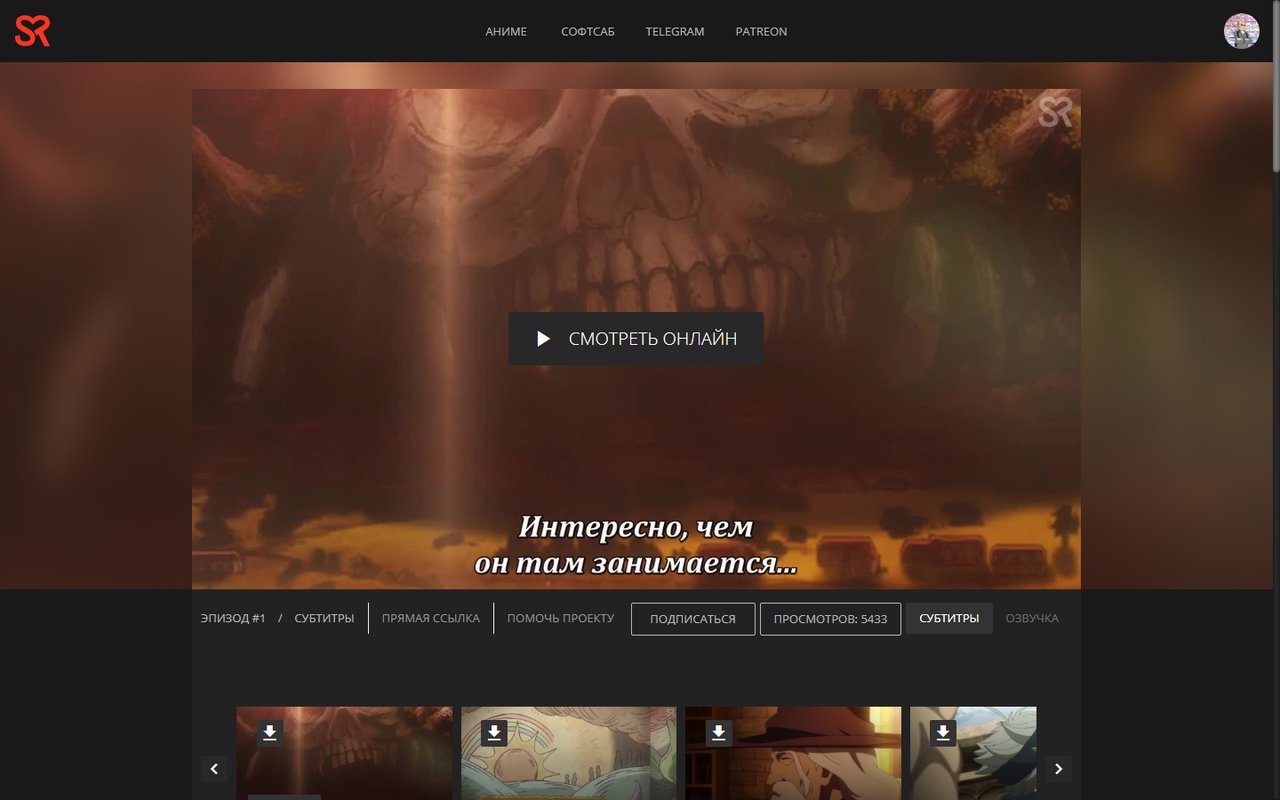 SR
АНИМЕ СОФТСАБ TELEGRAM PATREON
SR
СМОТРЕТЬ ОНЛАЙН
Интересно, чем
он там занимается...
ЭПИЗОД #1 / СУБТИТРЫ ПРЯМАЯ ССЫЛКА ПОМОЧЬ ПРОЕКТУ ПОДПИСАТЬСЯ ПРОСМОТРОВ: 5433 СУБТИТРЫ ОЗВУЧКА